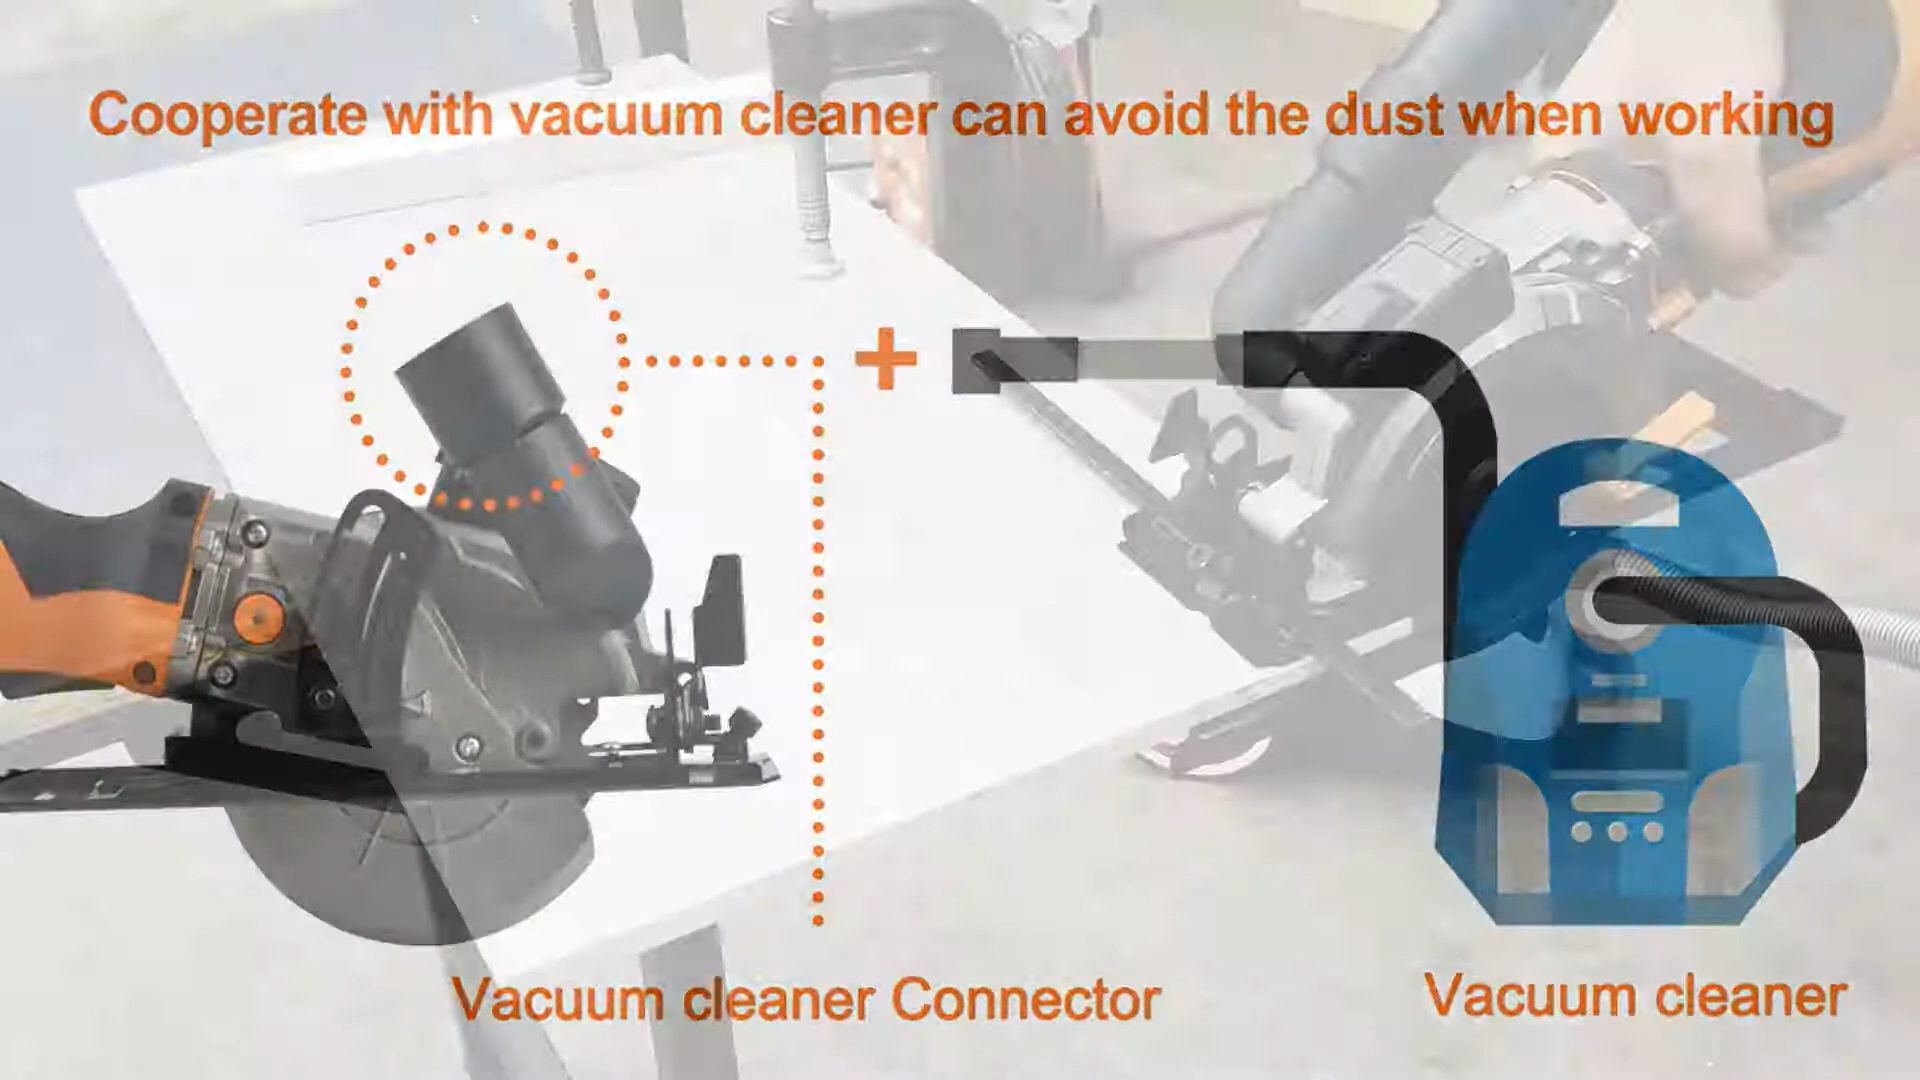 Cooperate with vacuum cleaner can avoid the dust when working
Vacuum cleaner Connector
Vacuum cleaner